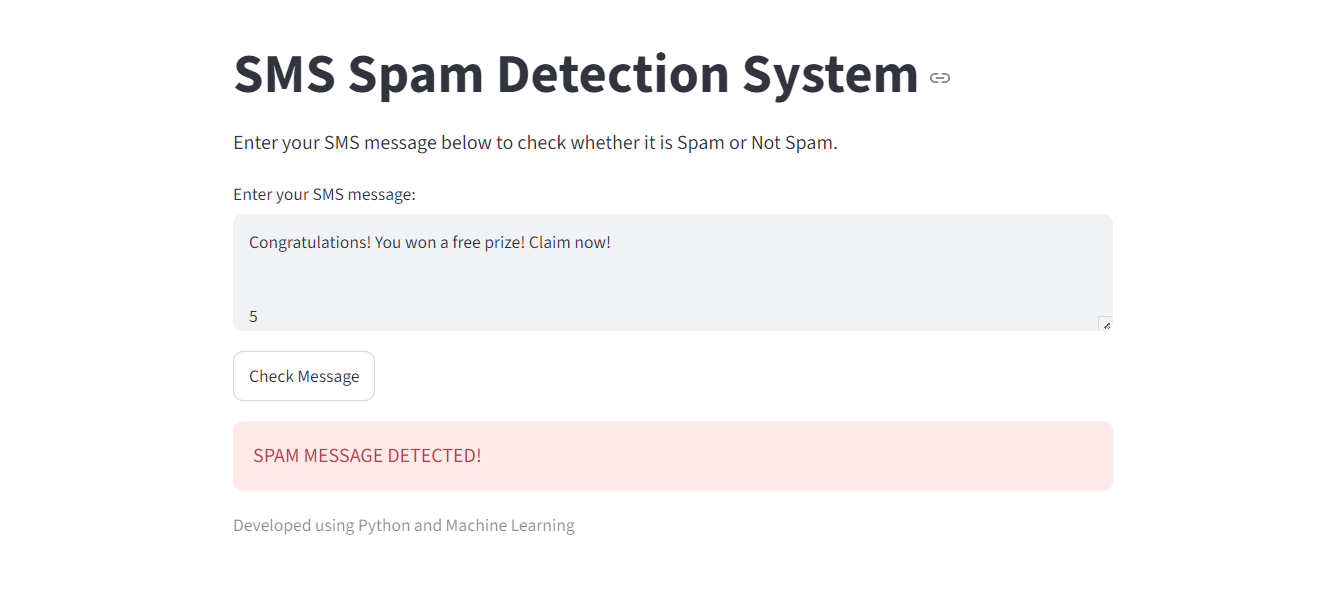 SMS Spam Detection System
Enter your SMS message below to check whether it is Spam or Not Spam.
Enter your SMS message:
Congratulations! You won a free prize! Claim now!
5
Check Message
SPAM MESSAGE DETECTED!
Developed using Python and Machine Learning